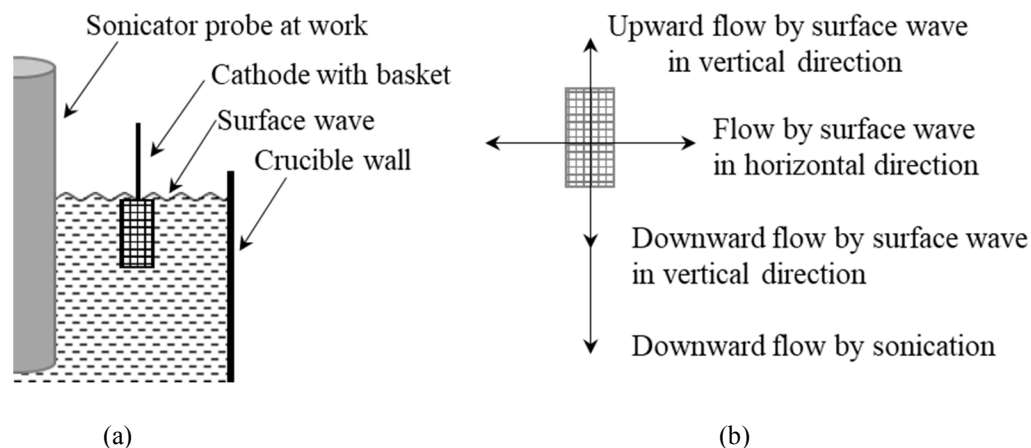 Sonicator probe at work
Cathode with basket
Surface wave
Crucible wall
(a)
Upward flow by surface wave
in vertical direction
Flow by surface wave
in horizontal direction
Downward flow by surface wave
in vertical direction
Downward flow by sonication
(b)